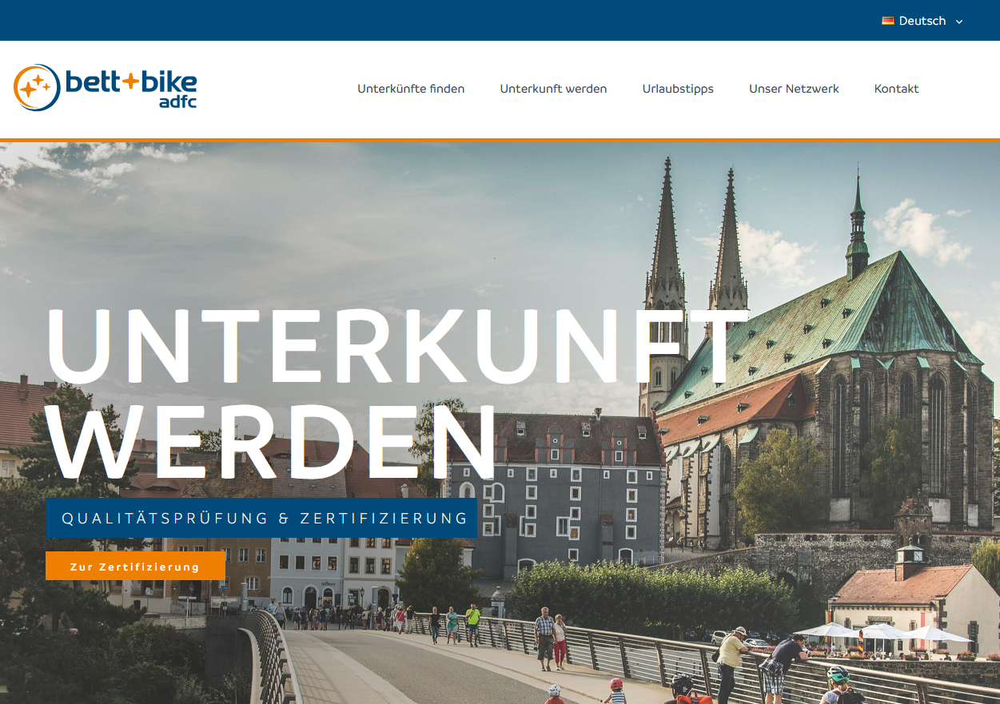 Deutsch
bett+bike
adfc
Unterkünfte finden
Unterkunft werden
Urlaubstipps
Unser Netzwerk
Kontakt
UNTERKUNFT
WERDEN
QUALITÄTSPRÜFUNG & ZERTIFIZIERUNG
Zur Zertifizierung